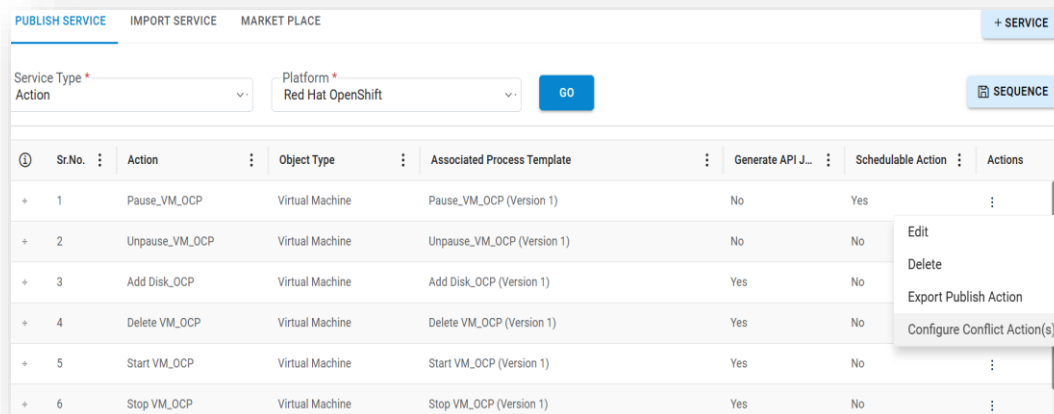 PUBLISH SERVICE IMPORT SERVICE MARKET PLACE + SERVICE
Service Type * Platform *
Action Red Hat OpenShift GO SEQUENCE
Sr.No. Action Object Type Associated Process Template Generate API J... Schedulable Action Actions
1 Pause_VM_OCP Virtual Machine Pause_VM_OCP (Version 1) No Yes
2 Unpause_VM_OCP Virtual Machine Unpause_VM_OCP (Version 1) No No
Edit
Delete
3 Add Disk_OCP Virtual Machine Add Disk_OCP (Version 1) Yes No
Export Publish Action
4 Delete VM_OCP Virtual Machine Delete VM_OCP (Version 1) Yes No
Configure Conflict Action(s)
5 Start VM_OCP Virtual Machine Start VM_OCP (Version 1) Yes No
6 Stop VM_OCP Virtual Machine Stop VM_OCP (Version 1) Yes No